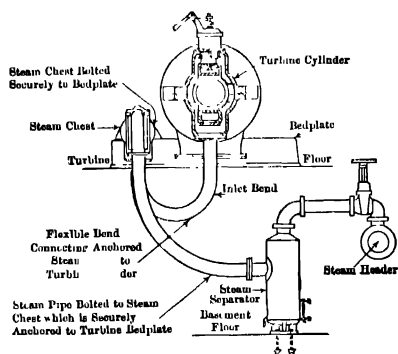 Steam Chest Bolted
Securely to Bedplate
Turbine Cylinder
Steam Chest
Bedplate
Turbine
Floor
Inlet Bend
Flexible Bend
Connecting Anchored
to
Steam Header
Steam
Separator
Steam Pipe Bolted to Steam
Chest which is Securely
Anchored to Turbine Bedplate
Basement
Floor